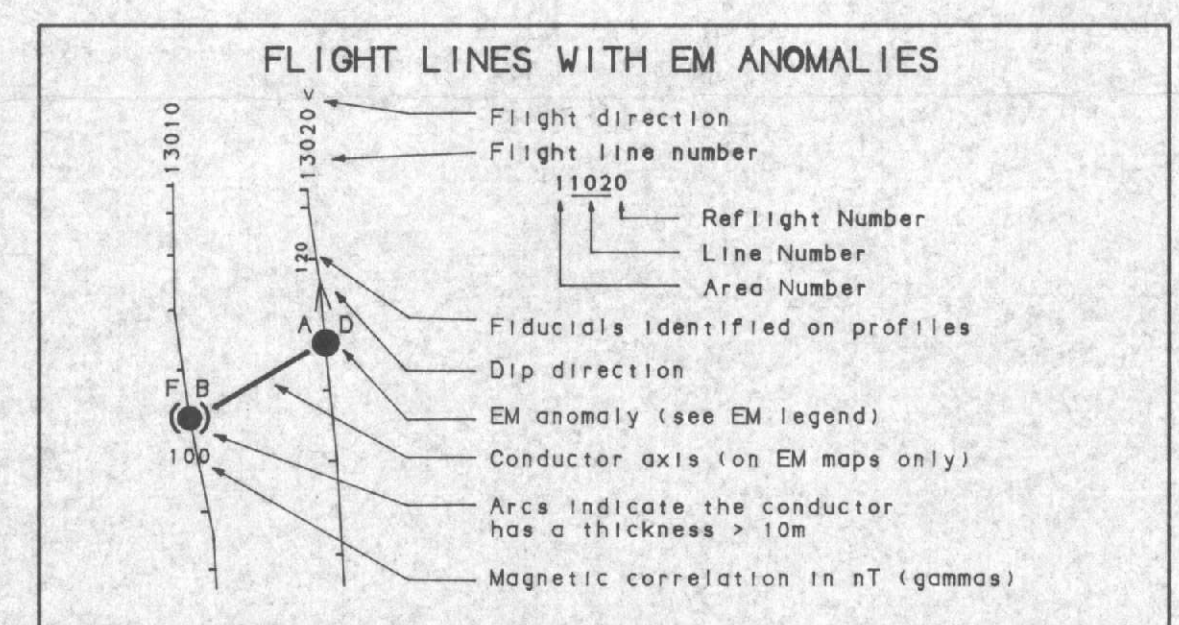 FLIGHT LINES WITH EM ANOMALIES
13010
13020 <
Flight direction
Flight line number
11020
Reflight Number
Line Number
Area Number
120
Fiducials identified on profiles
A D
Dip direction
F B
EM anomaly (see EM legend)
100
Conductor axis (on EM maps only)
Arcs indicate the conductor
has a thickness > 10m
Magnetic correlation in nT (gammas)